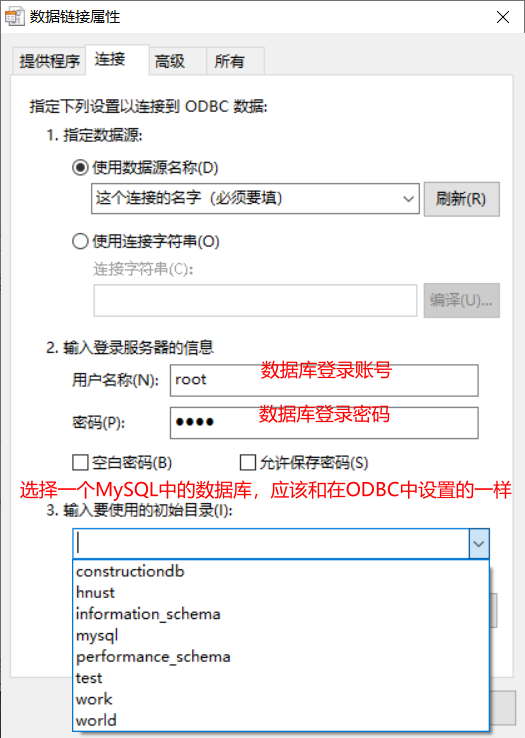 数据链接属性
提供程序 连接 高级 所有
指定下列设置以连接到 ODBC 数据:
1. 指定数据源:
使用数据源名称(D)
这个连接的名字（必须要填） 刷新(R)
使用连接字符串(O)
连接字符串(C):
编译(U)...
2. 输入登录服务器的信息
用户名称(N): root 数据库登录账号
密码(P): ●●●● 数据库登录密码
空白密码(B) 允许保存密码(S)
选择一个MySQL中的数据库，应该和在ODBC中设置的一样
3. 输入要使用的初始目录(I):
constructiondb
hnust
information_schema
mysql
performance_schema
test
work
world